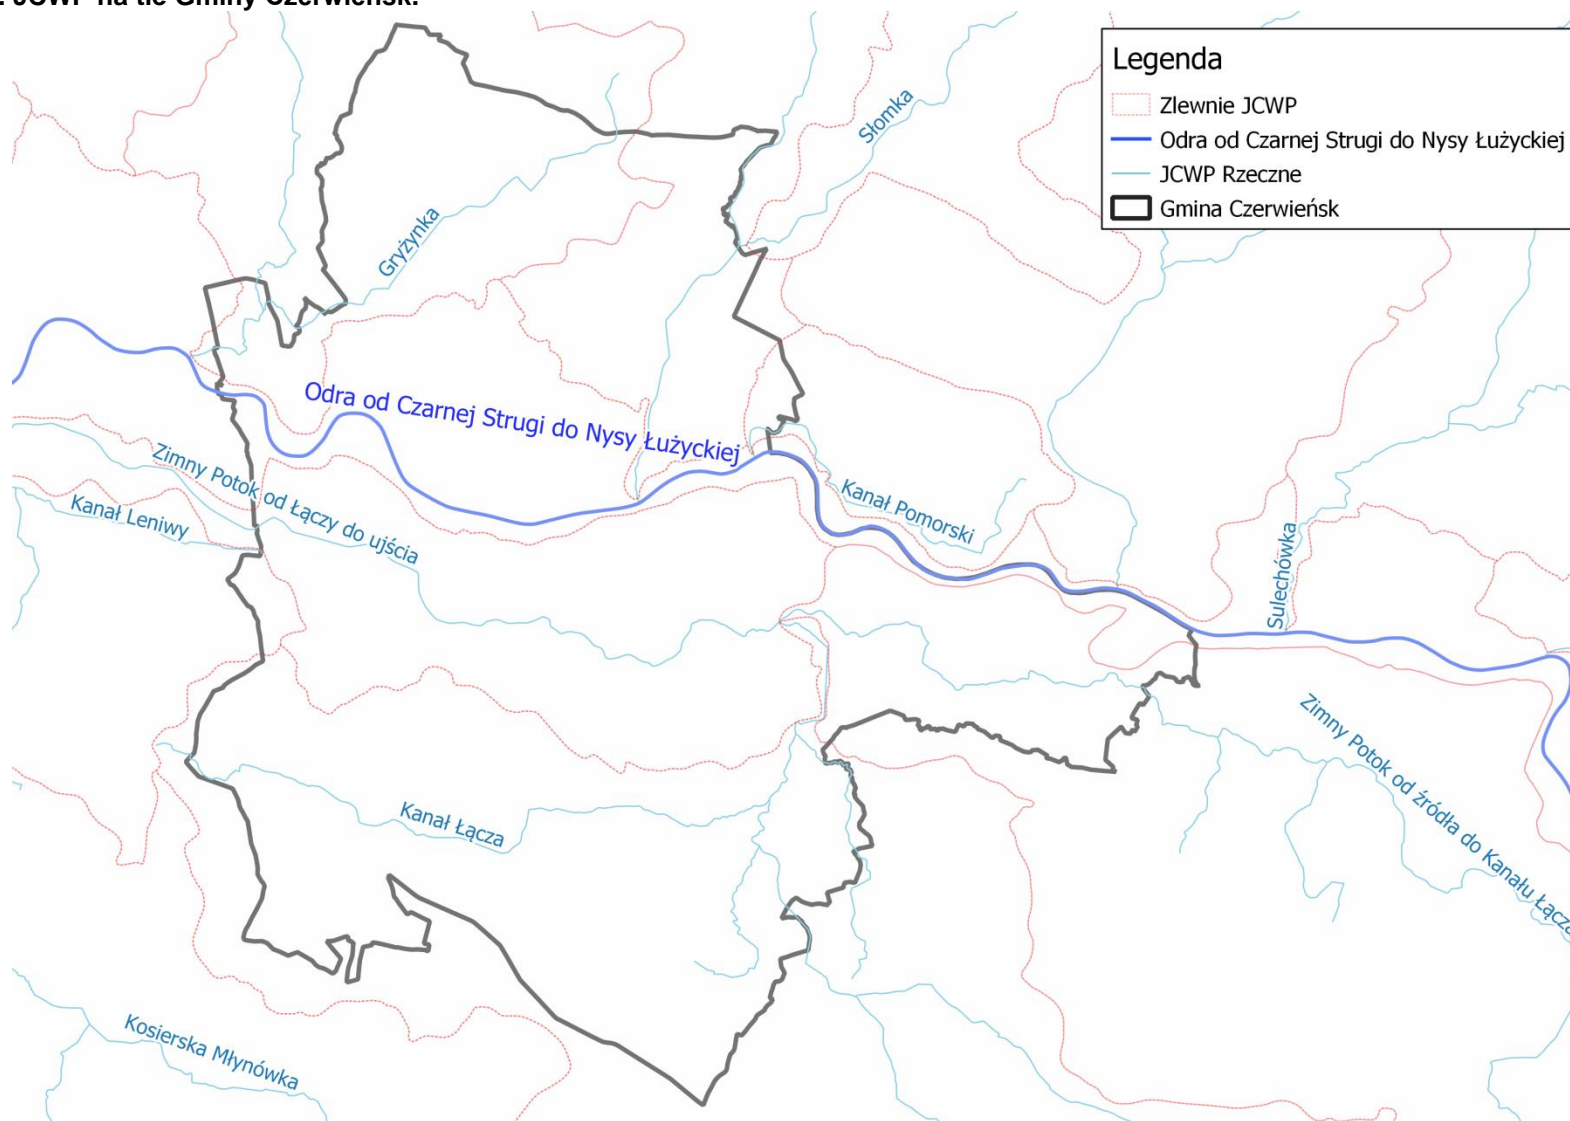 . JCWP na tle Gminy Czerwieńsk.
Legenda
Zlewnie JCWP
Odra od Czarnej Strugi do Nysy Łużyckiej
JCWP Rzeczne
Gmina Czerwieńsk
Słomka
Gryżynka
Odra od Czarnej Strugi do Nysy Łużyckiej
Zimny Potok od Łączy do ujścia
Kanał Leniwy
Kanał Pomorski
Sulechówka
Zimny Potok od źródła do Kanału Łącza
Kanał Łącza
Kosierska Młynówka